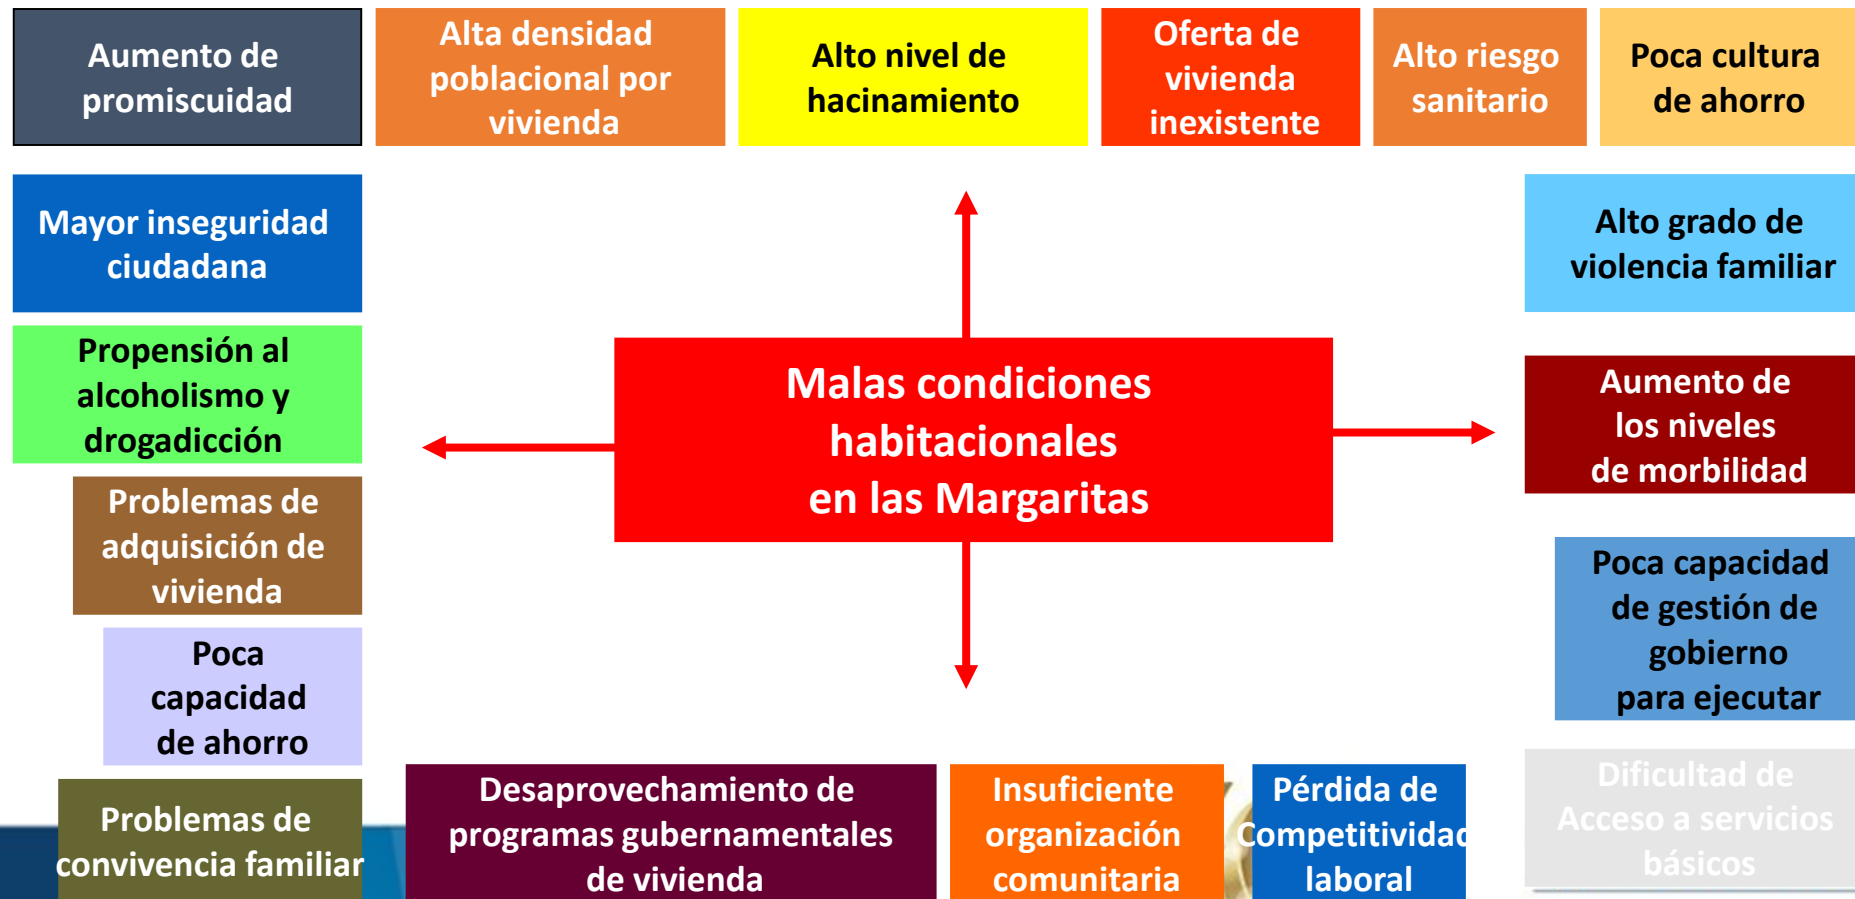 Aumento de
promiscuidad
Alta densidad
poblacional por
vivienda
Alto nivel de
hacinamiento
Oferta de
vivienda
inexistente
Alto riesgo
sanitario
Poca cultura
de ahorro
Mayor inseguridad
ciudadana
Alto grado de
violencia familiar
Propensión al
alcoholismo y
drogadicción
Malas condiciones
habitacionales
en las Margaritas
Aumento de
los niveles
de morbilidad
Problemas de
adquisición de
vivienda
Poca capacidad
de gestión de
gobierno
para ejecutar
Poca
capacidad
de ahorro
Problemas de
convivencia familiar
Desaprovechamiento de
programas gubernamentales
de vivienda
Insuficiente
organización
comunitaria
Pérdida de
Competitividad
laboral
Dificultad de
Acceso a servicios
básicos